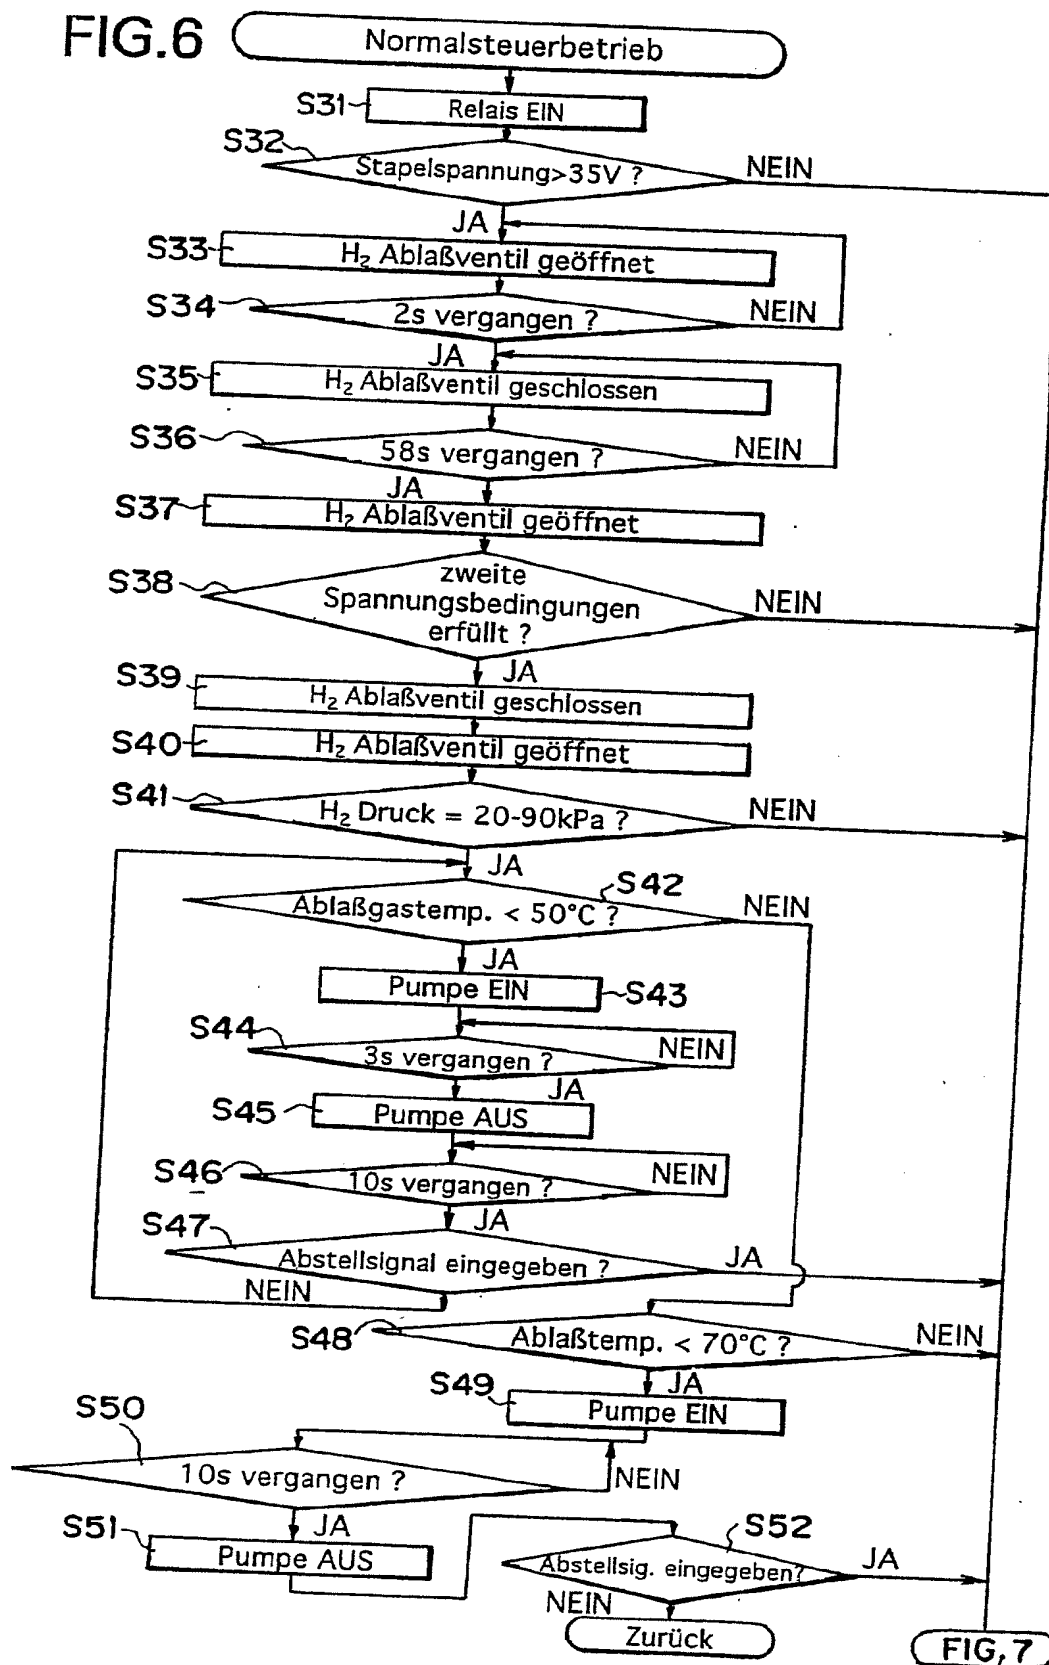 FIG.6
Normalsteuerbetrieb
S31
Relais EIN
S32
Stapelspannung>35V ?
NEIN
JA
S33
H₂ Ablaßventil geöffnet
S34
2s vergangen ?
NEIN
JA
S35
H₂ Ablaßventil geschlossen
S36
58s vergangen ?
NEIN
JA
S37
H₂ Ablaßventil geöffnet
S38
zweite
Spannungsbedingungen
erfüllt ?
NEIN
JA
S39
H₂ Ablaßventil geschlossen
S40
H₂ Ablaßventil geöffnet
S41
H₂ Druck = 20-90kPa ?
NEIN
JA
S42
Ablaßgastemp. < 50°C ?
NEIN
JA
Pumpe EIN
S43
S44
3s vergangen ?
NEIN
JA
S45
Pumpe AUS
S46
10s vergangen ?
NEIN
JA
S47
Abstellsignal eingegeben ?
JA
NEIN
S48
Ablaßtemp. < 70°C ?
NEIN
JA
S49
Pumpe EIN
S50
10s vergangen ?
NEIN
JA
S51
Pumpe AUS
S52
Abstellsig. eingegeben?
JA
NEIN
Zurück
FIG,7